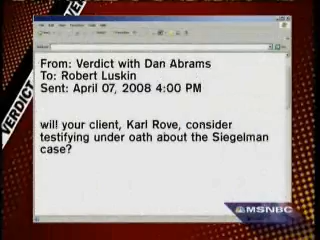 VERDICT
From: Verdict with Dan Abrams
To: Robert Luskin
Sent: April 07, 2008 4:00 PM
will your client, Karl Rove, consider
testifying under oath about the Siegelman
case?
MSNBC